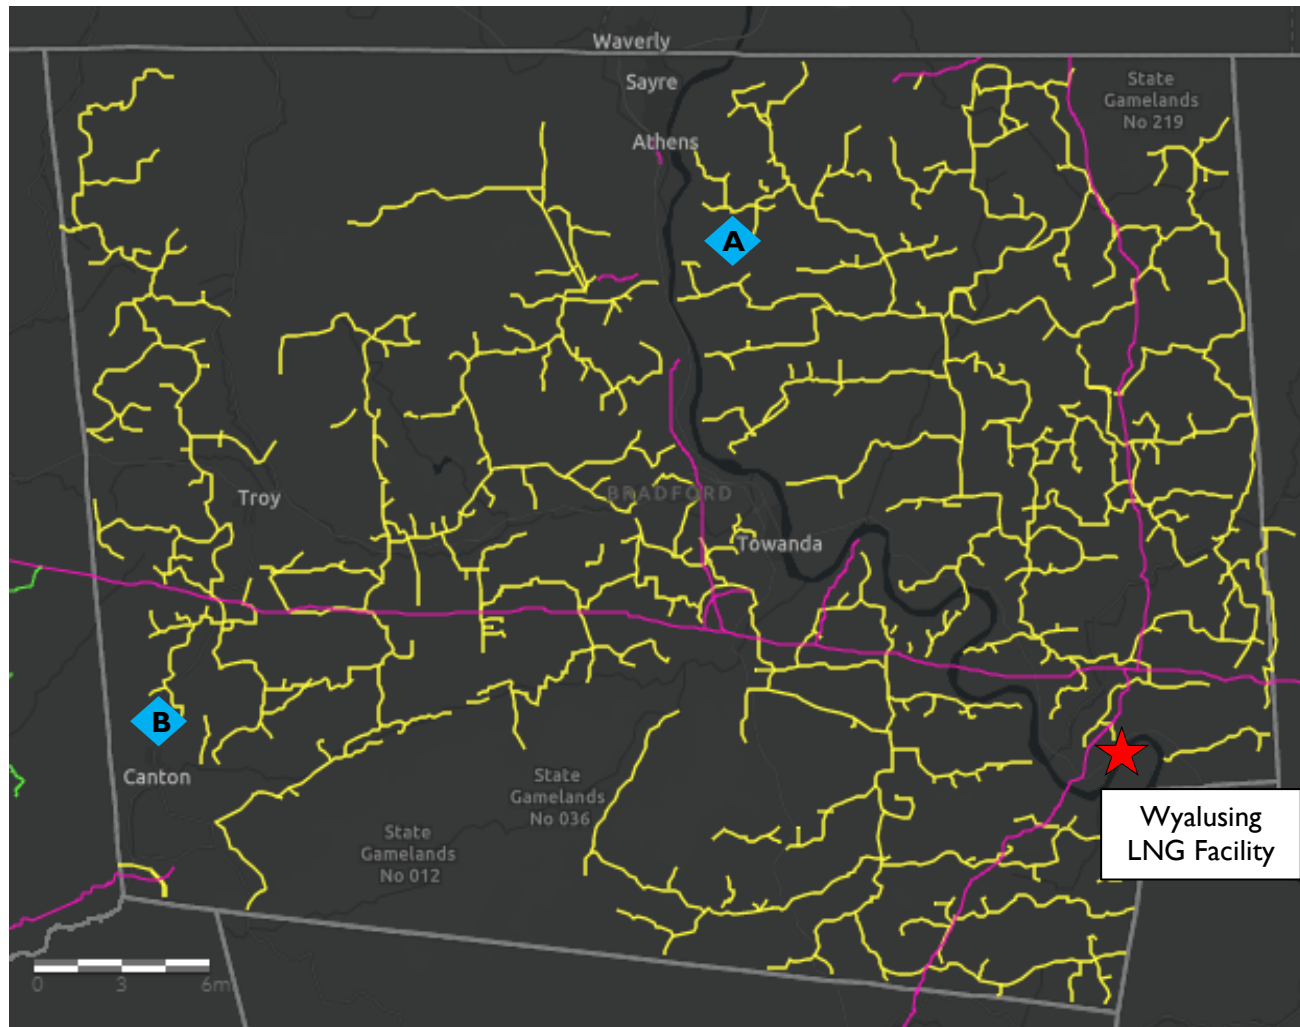 Waverly
Sayre
Athens
State
Gamelands
No 219
A
Troy
BRADFORD
Towanda
B
Canton
State
Gamelands
No 036
State
Gamelands
No 012
Wyalusing
LNG Facility
0 3 6mi